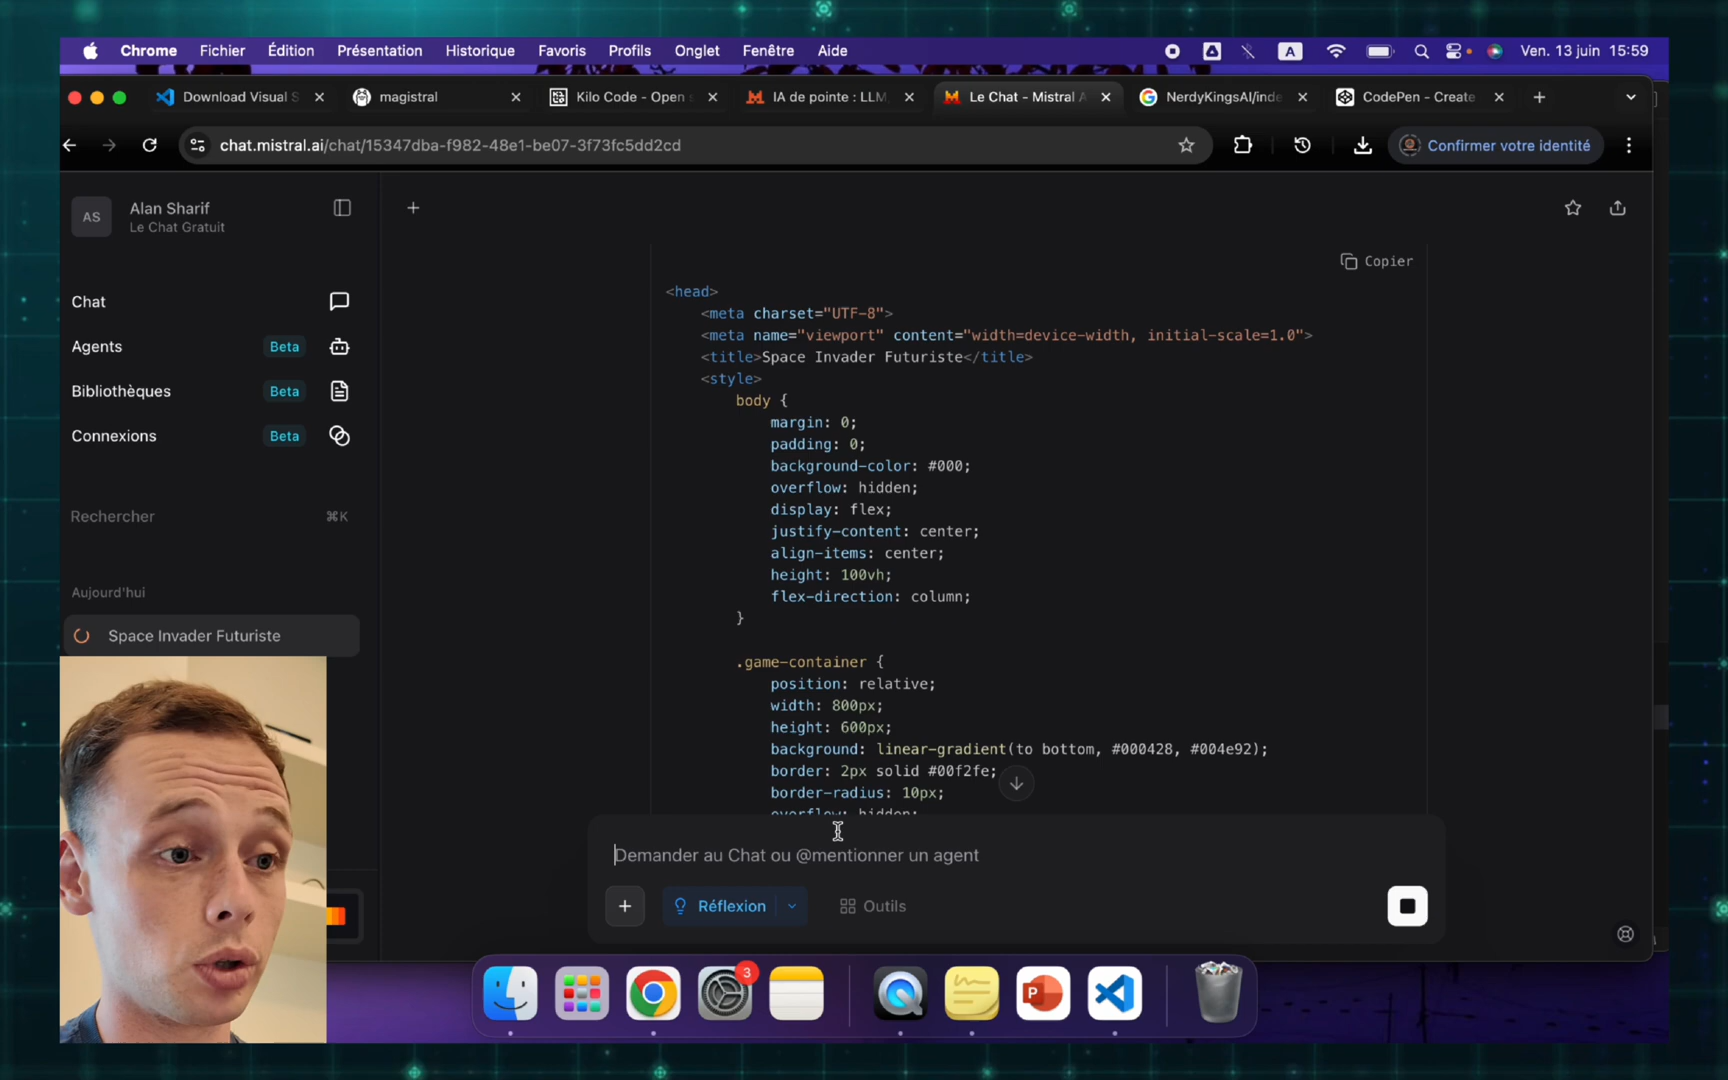 Chrome Fichier Édition Présentation Historique Favoris Profils Onglet Fenêtre Aide A Ven. 13 juin 15:59
Download Visual S magistral Kilo Code - Open s IA de pointe : LLM, Le Chat - Mistral A NerdyKingsAI/inde CodePen - Create
chat.mistral.ai/chat/15347dba-f982-48e1-be07-3f73fc5dd2cd Confirmer votre identité
AS Alan Sharif
Le Chat Gratuit
Chat
Agents Beta
Bibliothèques Beta
Connexions Beta
Rechercher ⌘K
Aujourd'hui
Space Invader Futuriste
Copier
<head>
<meta charset="UTF-8">
<meta name="viewport" content="width=device-width, initial-scale=1.0">
<title>Space Invader Futuriste</title>
<style>
body {
margin: 0;
padding: 0;
background-color: #000;
overflow: hidden;
display: flex;
justify-content: center;
align-items: center;
height: 100vh;
flex-direction: column;
}
.game-container {
position: relative;
width: 800px;
height: 600px;
background: linear-gradient(to bottom, #000428, #004e92);
border: 2px solid #00f2fe;
border-radius: 10px;
overflow: hidden;
Demander au Chat ou @mentionner un agent
Réflexion Outils
3
P